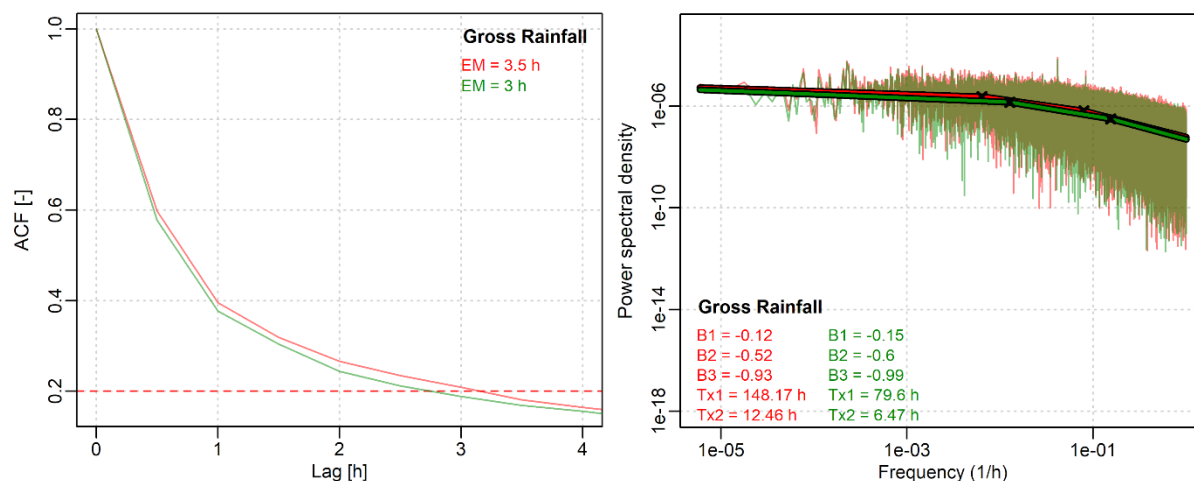 Gross Rainfall
EM = 3.5 h
EM = 3 h
1.0
0.8
0.6
0.4
0.2
ACF [-]
0
1
2
3
4
Lag [h]
1e-06
1e-10
1e-14
1e-18
Power spectral density
Gross Rainfall
B1 = -0.12 B1 = -0.15
B2 = -0.52 B2 = -0.6
B3 = -0.93 B3 = -0.99
Tx1 = 148.17 h Tx1 = 79.6 h
Tx2 = 12.46 h Tx2 = 6.47 h
1e-05
1e-03
1e-01
Frequency (1/h)